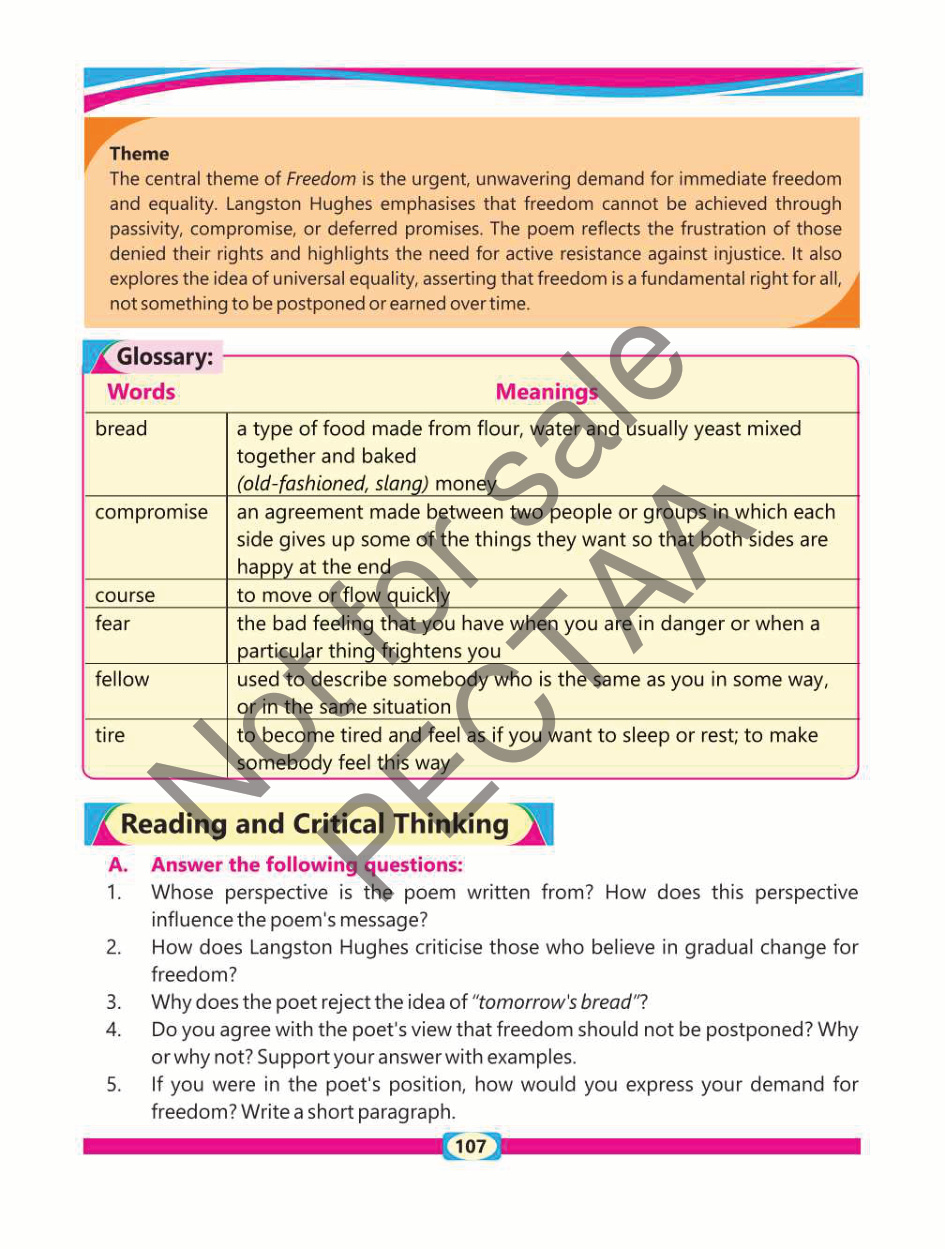 Theme
The central theme of Freedom is the urgent, unwavering demand for immediate freedom
and equality. Langston Hughes emphasises that freedom cannot be achieved through
passivity, compromise, or deferred promises. The poem reflects the frustration of those
denied their rights and highlights the need for active resistance against injustice. It also
explores the idea of universal equality, asserting that freedom is a fundamental right for all,
not something to be postponed or earned over time.
Glossary:
Words Meanings
bread a type of food made from flour, water and usually yeast mixed
together and baked
(old-fashioned, slang) money
compromise an agreement made between two people or groups in which each
side gives up some of the things they want so that both sides are
happy at the end
course to move or flow quickly
fear the bad feeling that you have when you are in danger or when a
particular thing frightens you
fellow used to describe somebody who is the same as you in some way,
or in the same situation
tire to become tired and feel as if you want to sleep or rest; to make
somebody feel this way
Not for sale
PECTAA
Reading and Critical Thinking
A. Answer the following questions:
1. Whose perspective is the poem written from? How does this perspective
influence the poem's message?
2. How does Langston Hughes criticise those who believe in gradual change for
freedom?
3. Why does the poet reject the idea of “tomorrow's bread”?
4. Do you agree with the poet's view that freedom should not be postponed? Why
or why not? Support your answer with examples.
5. If you were in the poet's position, how would you express your demand for
freedom? Write a short paragraph.
107